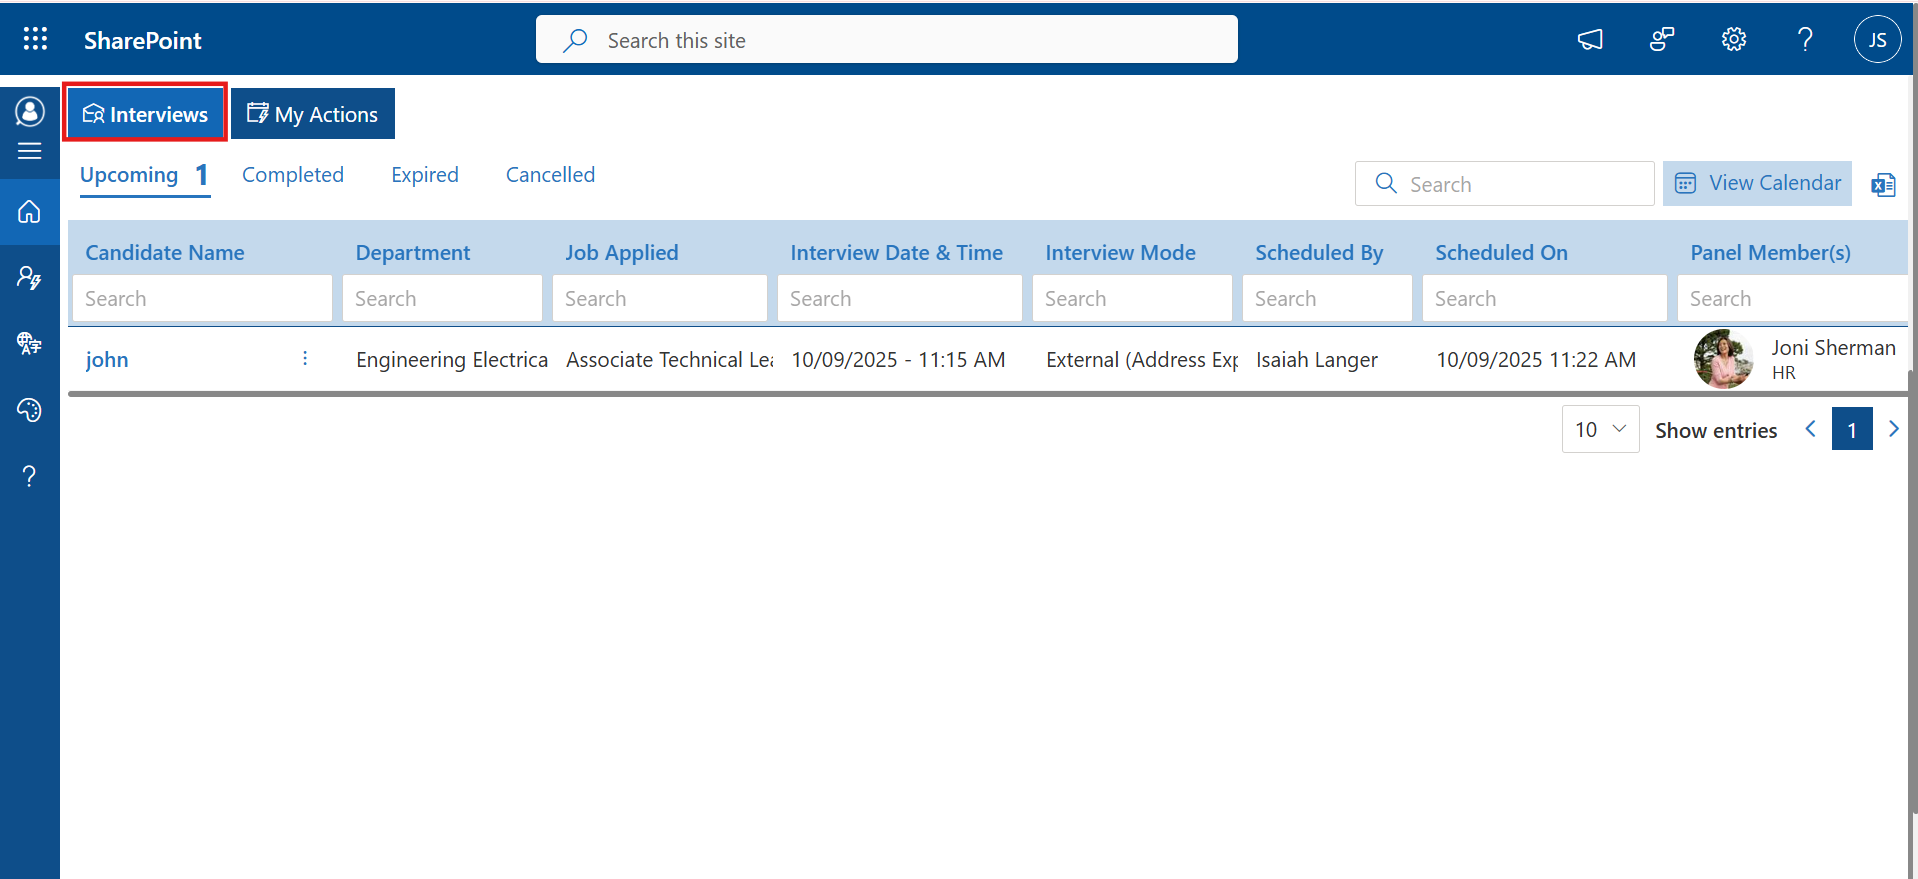 SharePoint
Search this site
JS
Interviews
My Actions
Upcoming 1
Completed
Expired
Cancelled
Search
View Calendar
Candidate Name
Department
Job Applied
Interview Date & Time
Interview Mode
Scheduled By
Scheduled On
Panel Member(s)
Search
Search
Search
Search
Search
Search
Search
Search
john
Engineering Electrica
Associate Technical Lea
10/09/2025 - 11:15 AM
External (Address Exp
Isaiah Langer
10/09/2025 11:22 AM
Joni Sherman
HR
10
Show entries
1